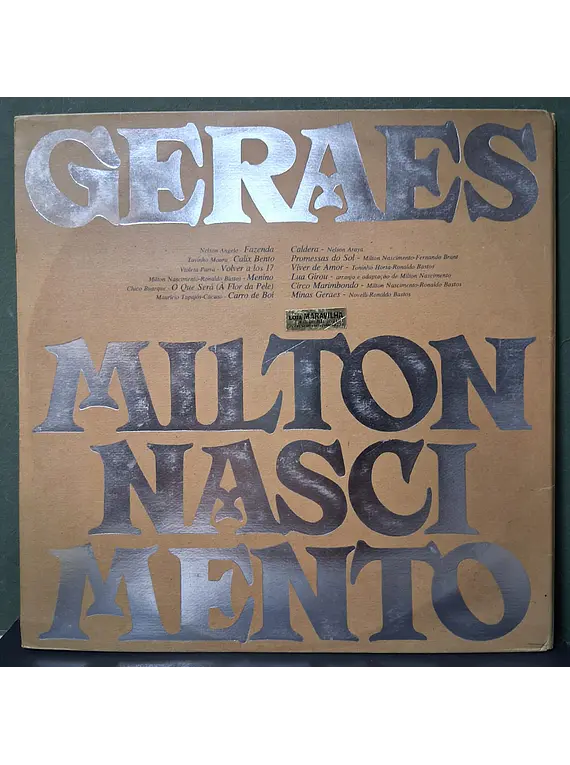 GERAES
Nelson Angelo - Fazenda
Tavinho Moura - Calix Bento
Violeta Parra - Volver a los 17
Milton Nascimento-Ronaldo Bastos - Menino
Chico Buarque - O Que Será (À Flor da Pele)
Maurício Tapajós-Cacaso - Carro de Boi
Caldera - Nelson Araya
Promessas do Sol - Milton Nascimento-Fernando Brant
Viver de Amor - Toninho Horta-Ronaldo Bastos
Lua Girou - arranjo e adaptação de Milton Nascimento
Circo Marimbondo - Milton Nascimento-Ronaldo Bastos
Minas Geraes - Novelli-Ronaldo Bastos
MARAVILHA
MILTON
NASCI
MENTO